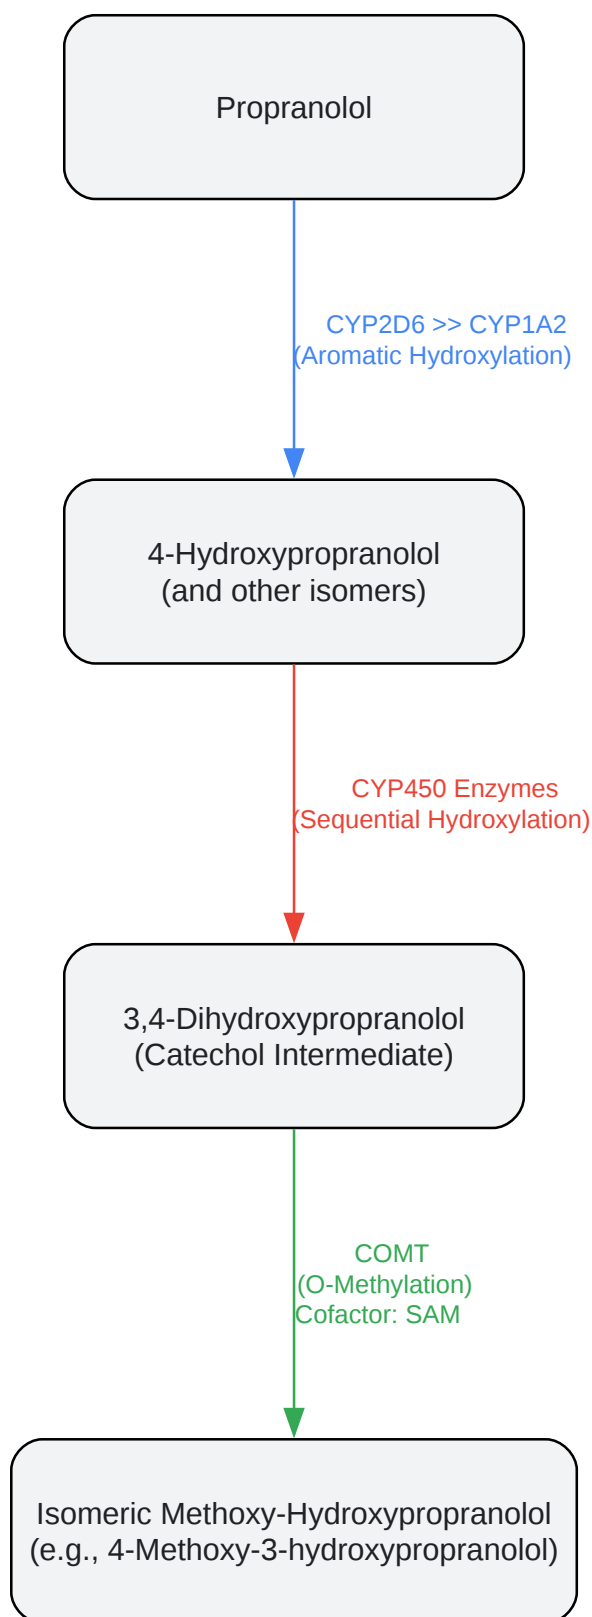 Propranolol
CYP2D6 >> CYP1A2
(Aromatic Hydroxylation)
4-Hydroxypropranolol
(and other isomers)
CYP450 Enzymes
(Sequential Hydroxylation)
3,4-Dihydroxypropranolol
(Catechol Intermediate)
COMT
(O-Methylation)
Cofactor: SAM
Isomeric Methoxy-Hydroxypropranolol
(e.g., 4-Methoxy-3-hydroxypropranolol)